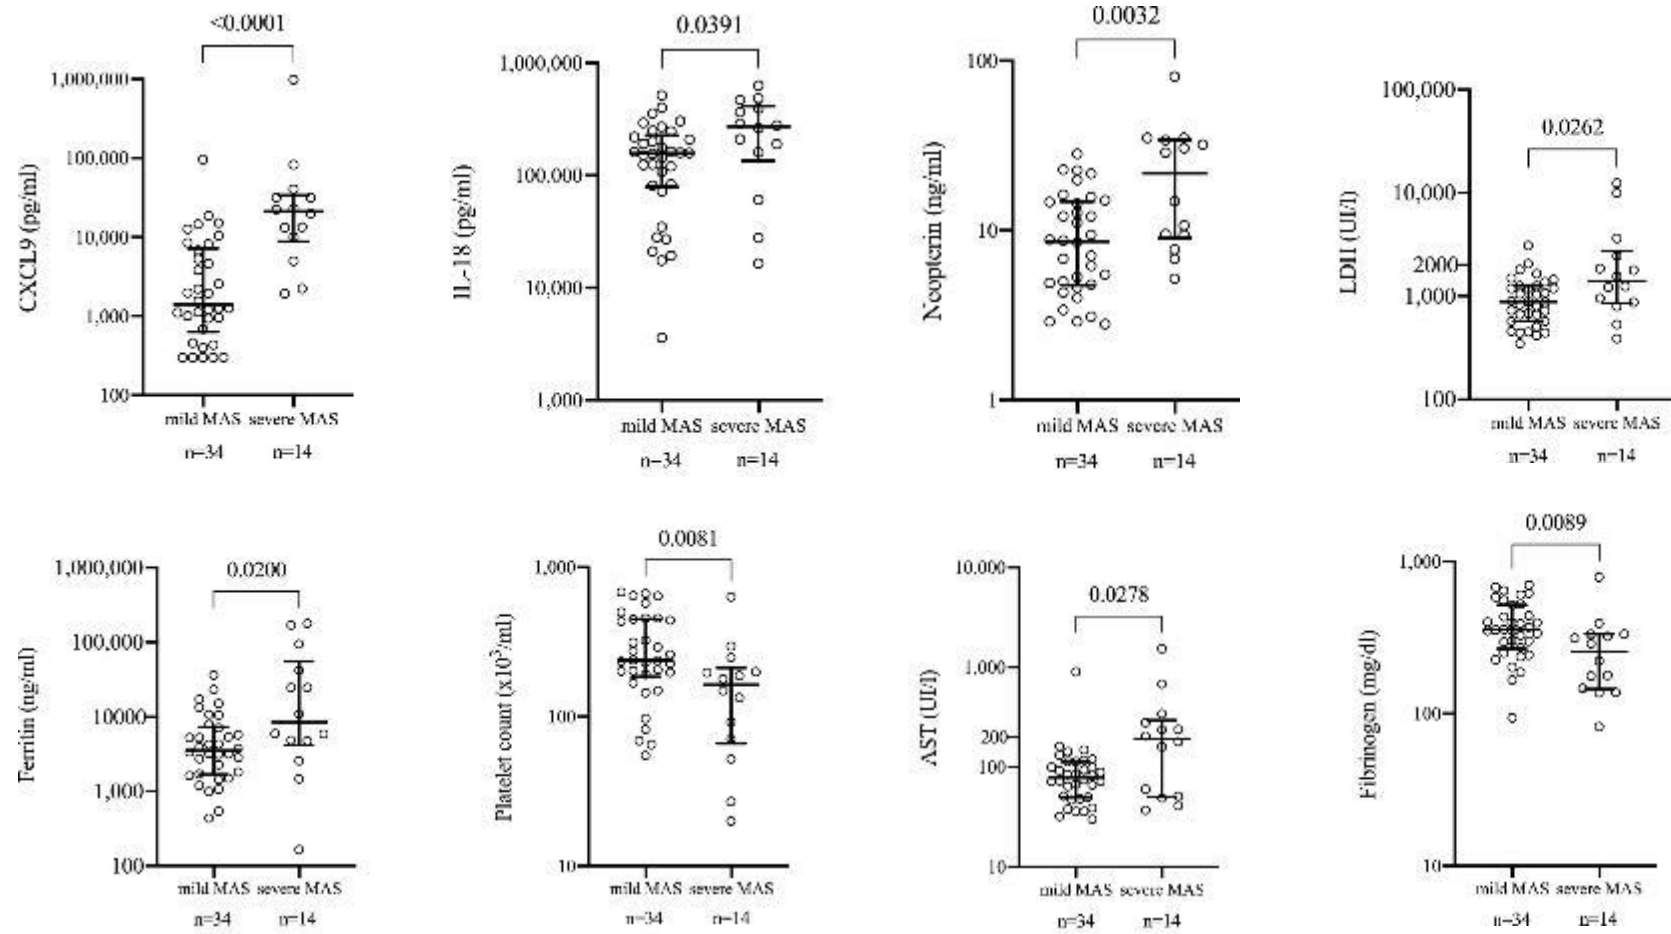 <0.0001
CXCL9 (pg/ml)
1,000,000
100,000
10,000
1,000
100
mild MAS severe MAS
n=34 n=14
0.0391
IL-18 (pg/ml)
1,000,000
100,000
10,000
1,000
mild MAS severe MAS
n=34 n=14
0.0032
Neopterin (ng/ml)
100
10
1
mild MAS severe MAS
n=34 n=14
0.0262
LDH (UI/l)
100,000
10,000
2000
1,000
100
mild MAS severe MAS
n=34 n=14
0.0200
Ferritin (ng/ml)
1,000,000
100,000
10000
1,000
100
mild MAS severe MAS
n=34 n=14
0.0081
Platelet count (x10³/ml)
1,000
100
10
mild MAS severe MAS
n=34 n=14
0.0278
AST (UI/l)
10.000
1.000
200
100
10
mild MAS severe MAS
n=34 n=14
0.0089
Fibrinogen (mg/dl)
1,000
100
10
mild MAS severe MAS
n=34 n=14